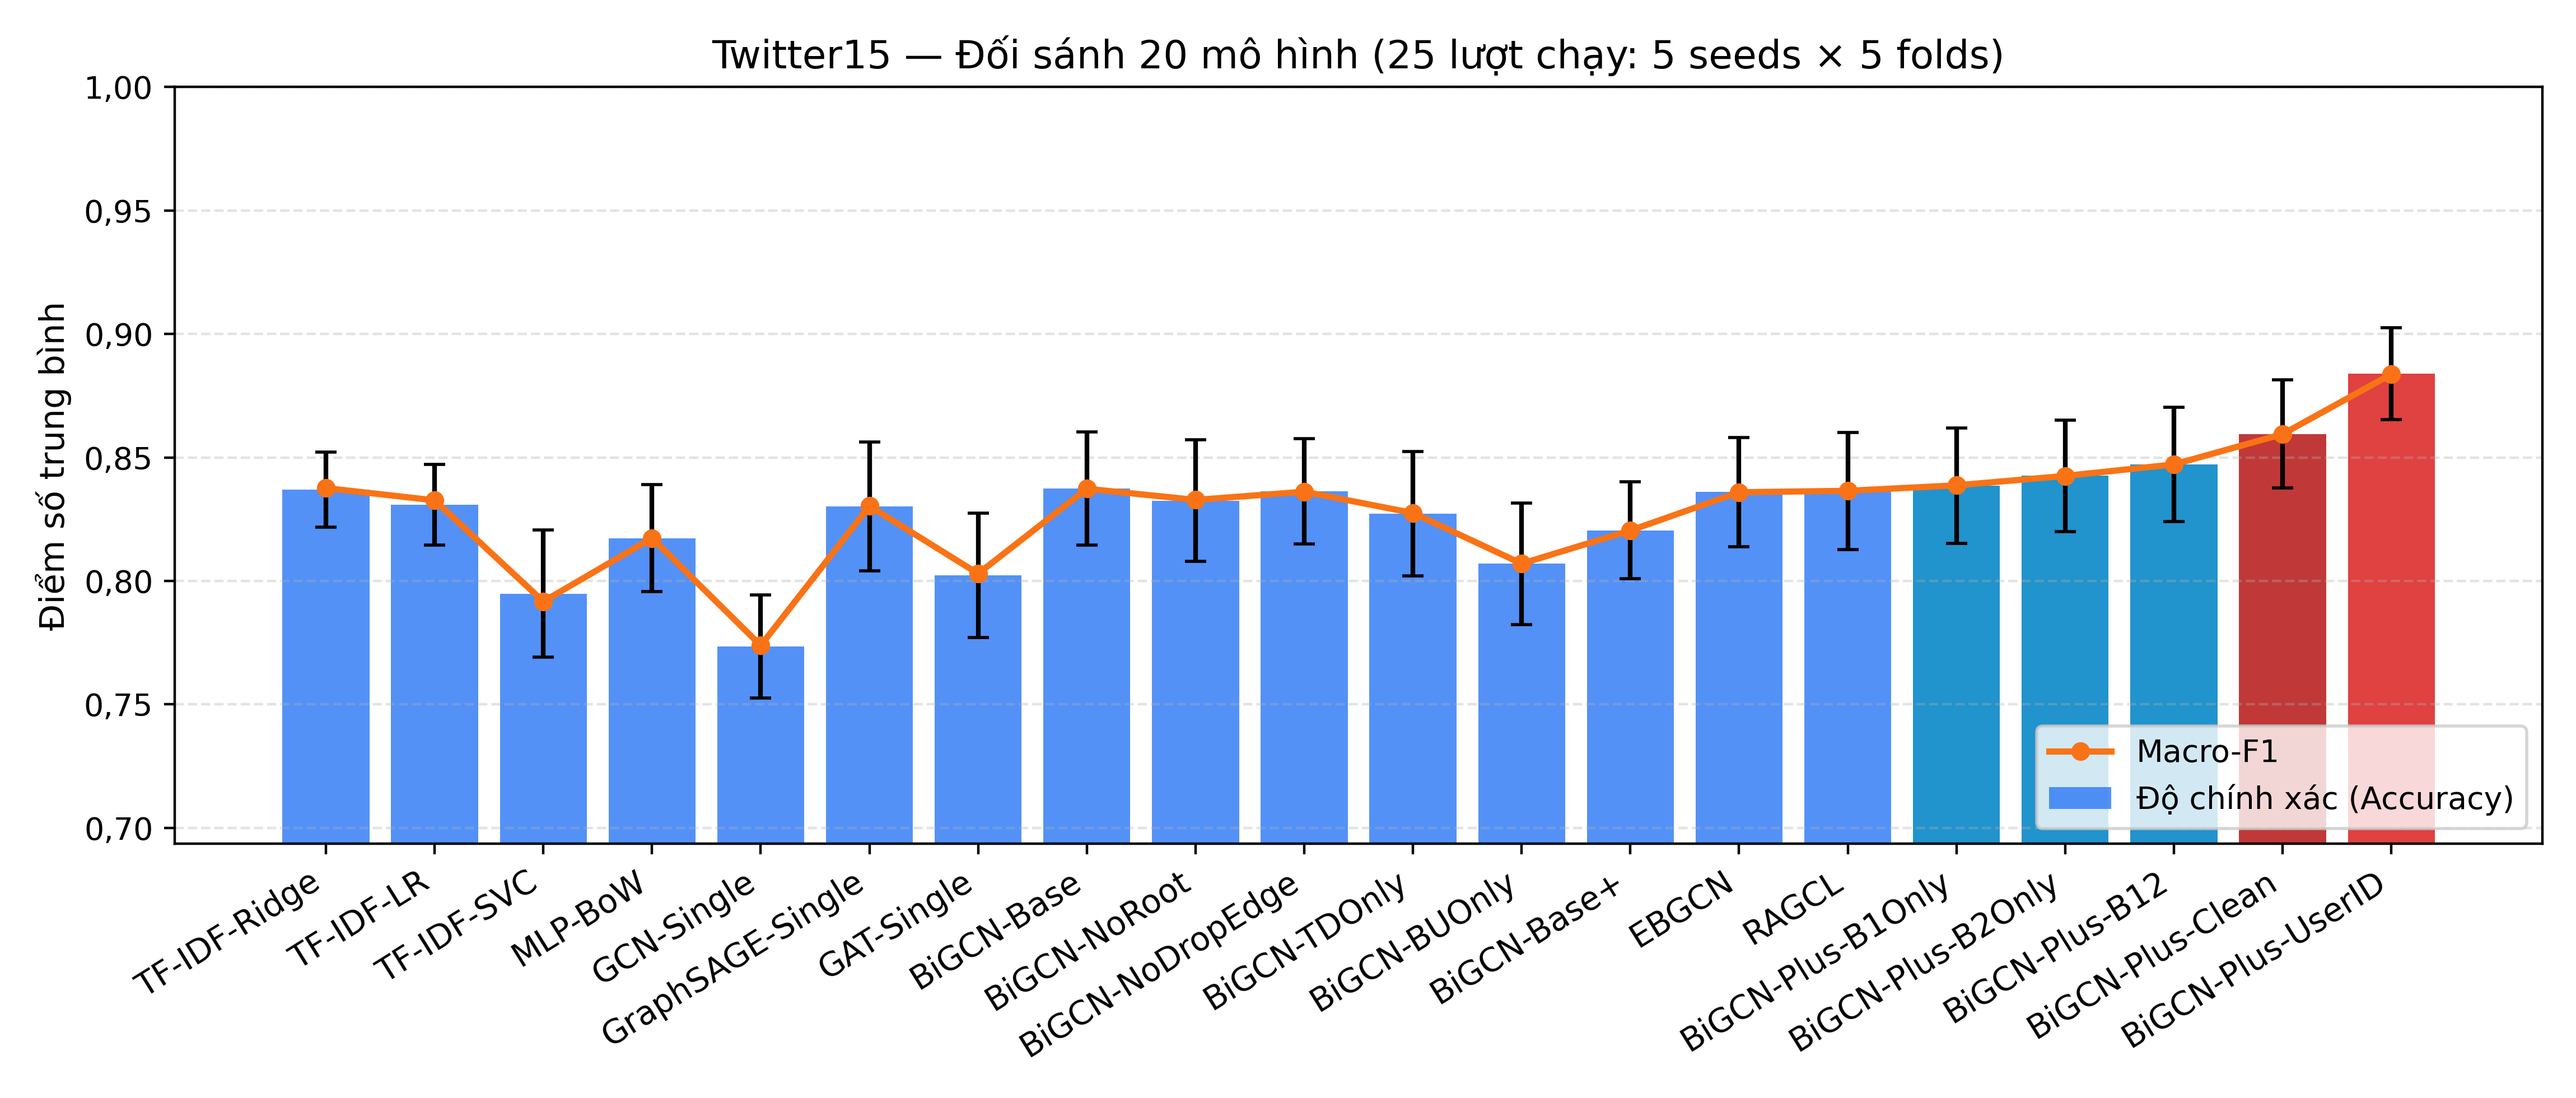 Twitter15 — Đối sánh 20 mô hình (25 lượt chạy: 5 seeds × 5 folds)
Điểm số trung bình
1,00
0,95
0,90
0,85
0,80
0,75
0,70
Macro-F1
Độ chính xác (Accuracy)
TF-IDF-Ridge
TF-IDF-LR
TF-IDF-SVC
MLP-BoW
GCN-Single
GraphSAGE-Single
GAT-Single
BiGCN-Base
BiGCN-NoRoot
BiGCN-NoDropEdge
BiGCN-TDOnly
BiGCN-BUOnly
BiGCN-Base+
EBGCN
RAGCL
BiGCN-Plus-B1Only
BiGCN-Plus-B2Only
BiGCN-Plus-B12
BiGCN-Plus-Clean
BiGCN-Plus-UserID